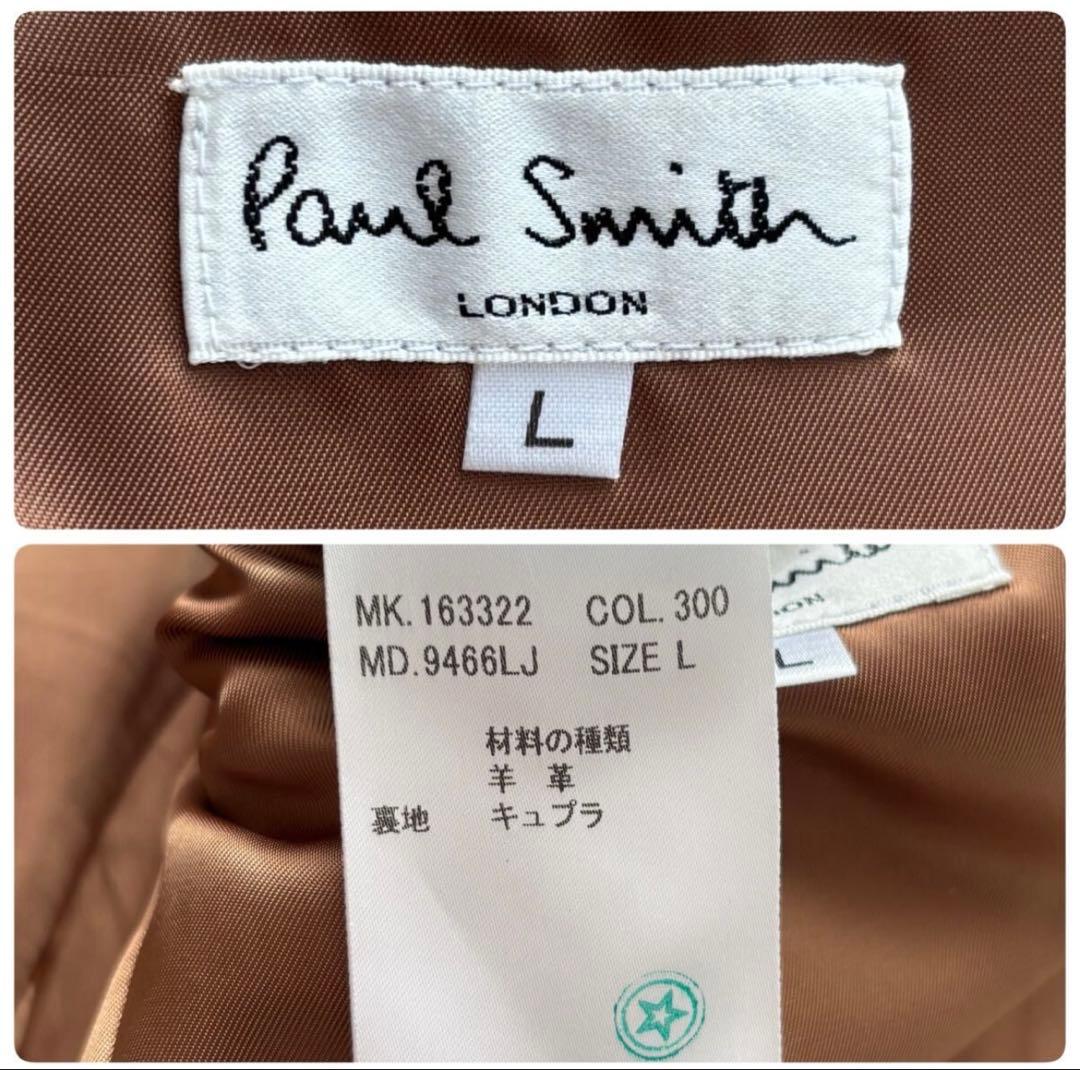 Paul Smith
LONDON
L
MK.163322 COL.300
MD.9466LJ SIZE L
材料の種類
羊 革
裏地 キュプラ
L